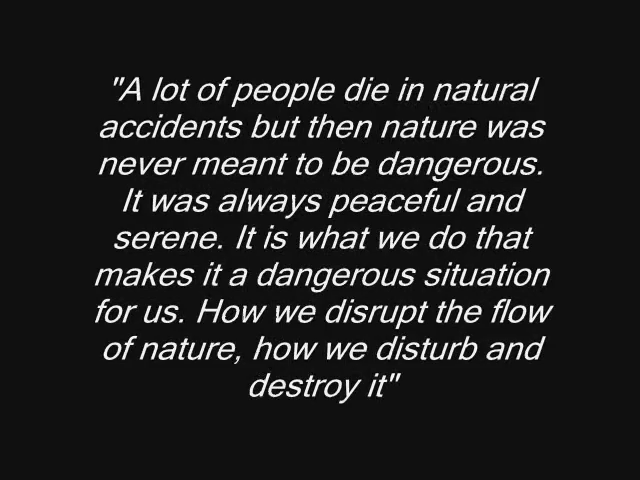 "A lot of people die in natural
accidents but then nature was
never meant to be dangerous.
It was always peaceful and
serene. It is what we do that
makes it a dangerous situation
for us. How we disrupt the flow
of nature, how we disturb and
destroy it"